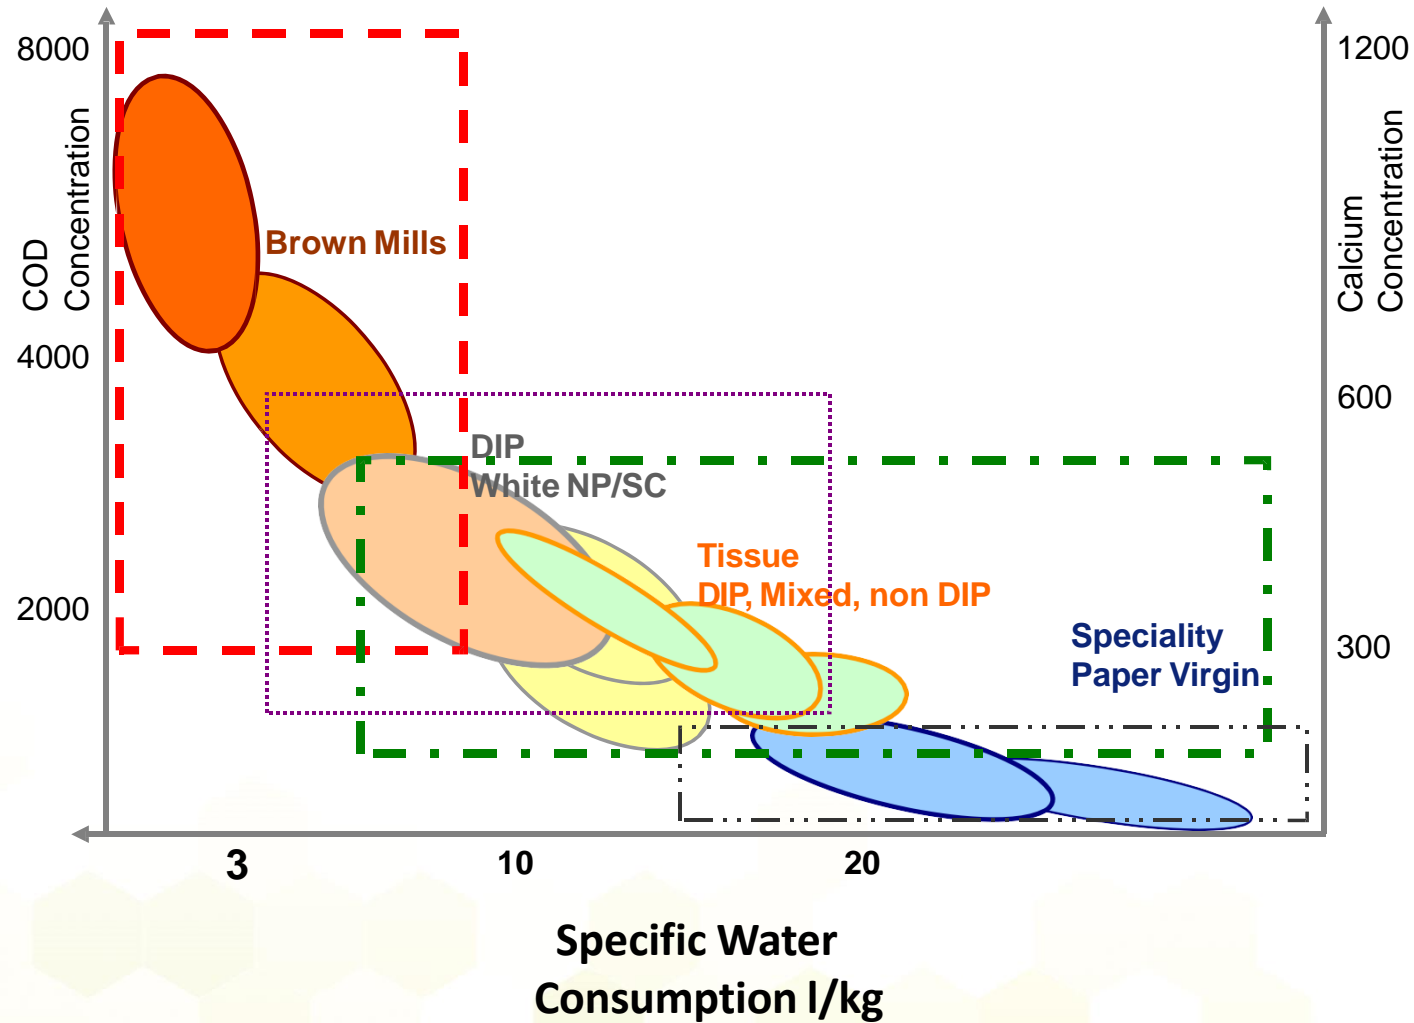 8000
1200
COD
Concentration
Calcium
Concentration
Brown Mills
4000
600
DIP
White NP/SC
Tissue
DIP, Mixed, non DIP
2000
Speciality
Paper Virgin
300
3
10
20
Specific Water
Consumption l/kg